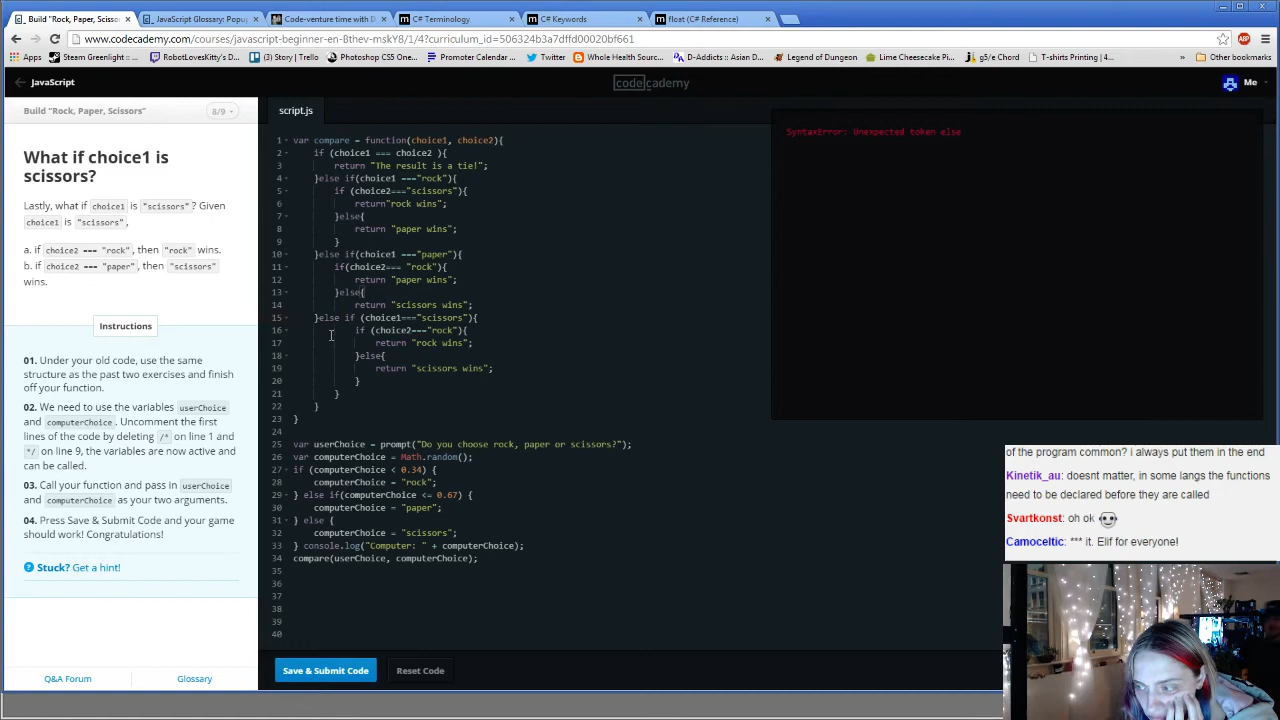 Build "Rock, Paper, Scisso
JavaScript Glossary: Popup
Code-venture time with D
C# Terminology
C# Keywords
float (C# Reference)
www.codecademy.com/courses/javascript-beginner-en-Bthev-mskY8/1/4?curriculum_id=506324b3a7dffd00020bf661
Apps
Steam Greenlight :: ...
RobotLovesKitty's D...
(3) Story | Trello
Photoshop CS5 One...
Promoter Calendar ...
Twitter
Whole Health Sourc...
D-Addicts :: Asian D...
Legend of Dungeon
Lime Cheesecake Pi...
g5/e Chord
T-shirts Printing | 4...
Other bookmarks
JavaScript
codecademy
Me
Build "Rock, Paper, Scissors"
8/9
script.js
What if choice1 is
scissors?
Lastly, what if choice1 is "scissors"? Given
choice1 is "scissors",
a. if choice2 === "rock", then "rock" wins.
b. if choice2 === "paper", then "scissors"
wins.
Instructions
01. Under your old code, use the same
structure as the past two exercises and finish
off your function.
02. We need to use the variables userChoice
and computerChoice. Uncomment the first
lines of the code by deleting /* on line 1 and
*/ on line 9, the variables are now active and
can be called.
03. Call your function and pass in userChoice
and computerChoice as your two arguments.
04. Press Save & Submit Code and your game
should work! Congratulations!
Stuck? Get a hint!
Q&A Forum
Glossary
1 var compare = function(choice1, choice2){
2 if (choice1 === choice2 ){
3 return "The result is a tie!";
4 }else if(choice1 ==="rock"){
5 if (choice2==="scissors"){
6 return"rock wins";
7 }else{
8 return "paper wins";
9 }
10 }else if(choice1 ==="paper"){
11 if(choice2=== "rock"){
12 return "paper wins";
13 }else{
14 return "scissors wins";
15 }else if (choice1==="scissors"){
16 if (choice2==="rock"){
17 return "rock wins";
18 }else{
19 return "scissors wins";
20 }
21 }
22 }
23 }
24
25 var userChoice = prompt("Do you choose rock, paper or scissors?");
26 var computerChoice = Math.random();
27 if (computerChoice < 0.34) {
28 computerChoice = "rock";
29 } else if(computerChoice <= 0.67) {
30 computerChoice = "paper";
31 } else {
32 computerChoice = "scissors";
33 } console.log("Computer: " + computerChoice);
34 compare(userChoice, computerChoice);
35
36
37
38
39
40
Save & Submit Code
Reset Code
SyntaxError: Unexpected token else
of the program common? i always put them in the end
Kinetik_au: doesnt matter, in some langs the functions
need to be declared before they are called
Svartkonst: oh ok
Camoceltic: *** it. Elif for everyone!